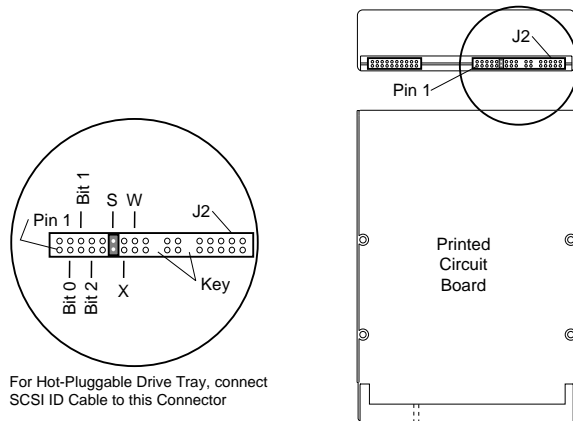 J2
Pin 1
Bit 1
S W
Pin 1
J2
Bit 0
Bit 2
X
Key
For Hot-Pluggable Drive Tray, connect
SCSI ID Cable to this Connector
Printed
Circuit
Board